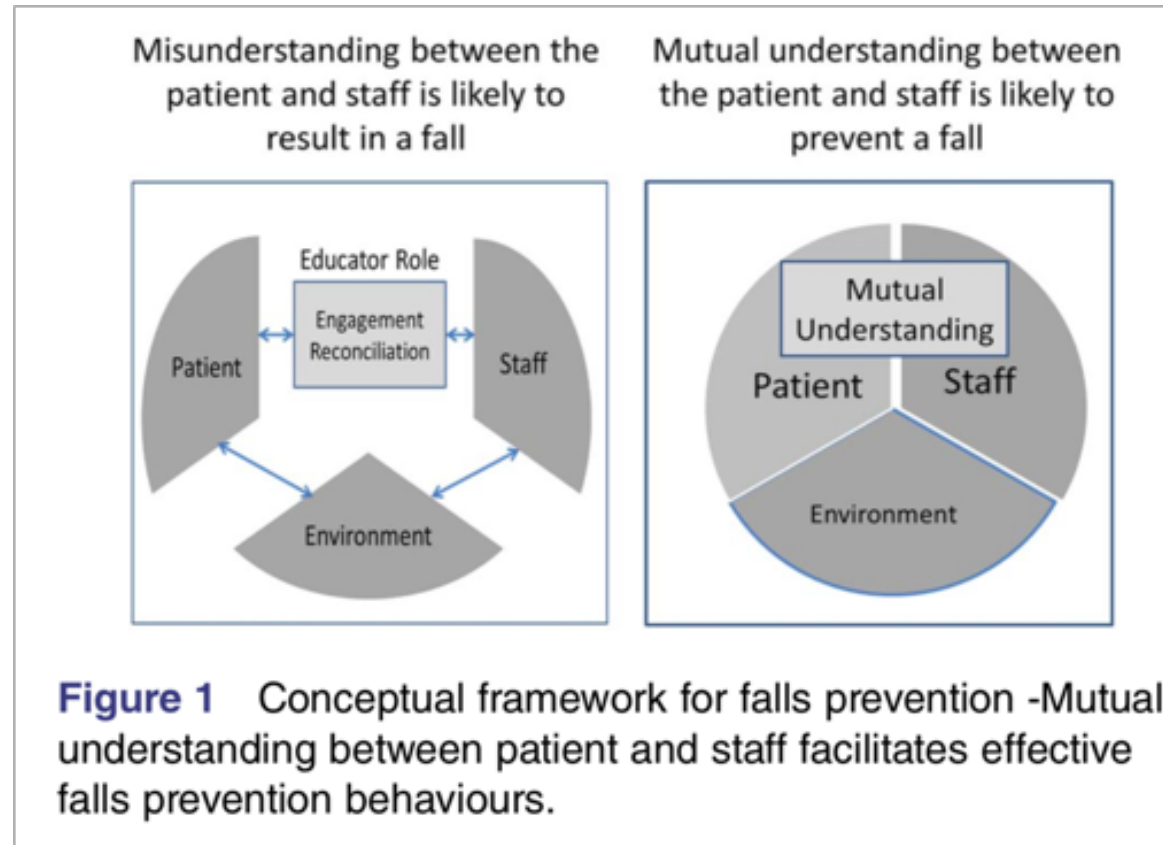 Misunderstanding between the
patient and staff is likely to
result in a fall
Mutual understanding between
the patient and staff is likely to
prevent a fall
Educator Role
Engagement
Reconciliation
Patient
Staff
Environment
Mutual
Understanding
Patient
Staff
Environment
Figure 1 Conceptual framework for falls prevention -Mutual
understanding between patient and staff facilitates effective
falls prevention behaviours.